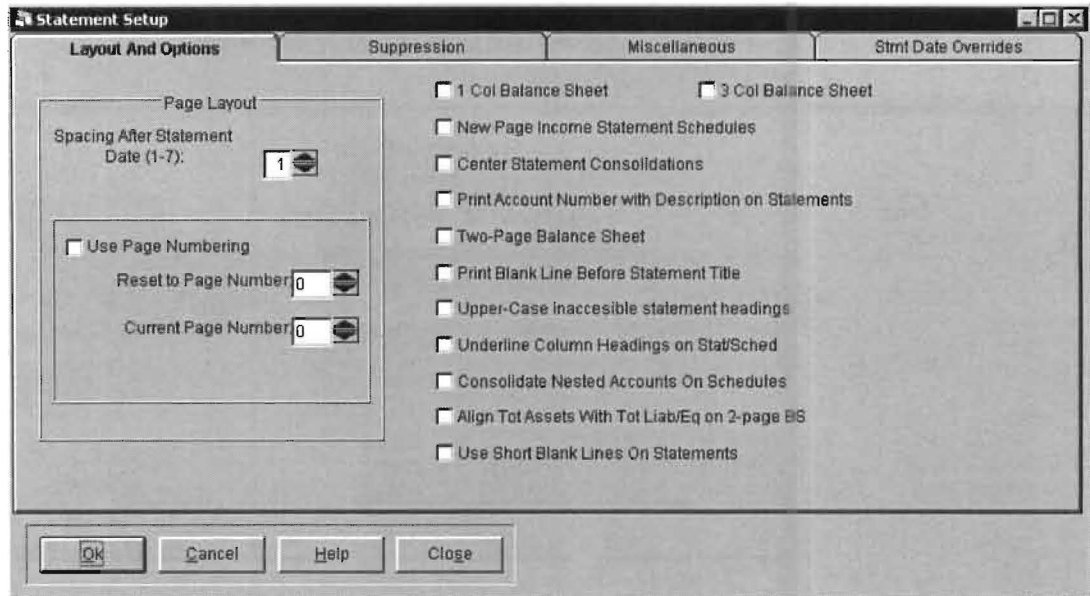 Statement Setup
Layout And Options
Suppression
Miscellaneous
Stmt Date Overrides
Page Layout
Spacing After Statement
Date (1-7):
1
Use Page Numbering
Reset to Page Number:
0
Current Page Number:
0
1 Col Balance Sheet
3 Col Balance Sheet
New Page Income Statement Schedules
Center Statement Consolidations
Print Account Number with Description on Statements
Two-Page Balance Sheet
Print Blank Line Before Statement Title
Upper-Case inaccesible statement headings
Underline Column Headings on Stat/Sched
Consolidate Nested Accounts On Schedules
Align Tot Assets With Tot Liab/Eq on 2-page BS
Use Short Blank Lines On Statements
Ok
Cancel
Help
Close